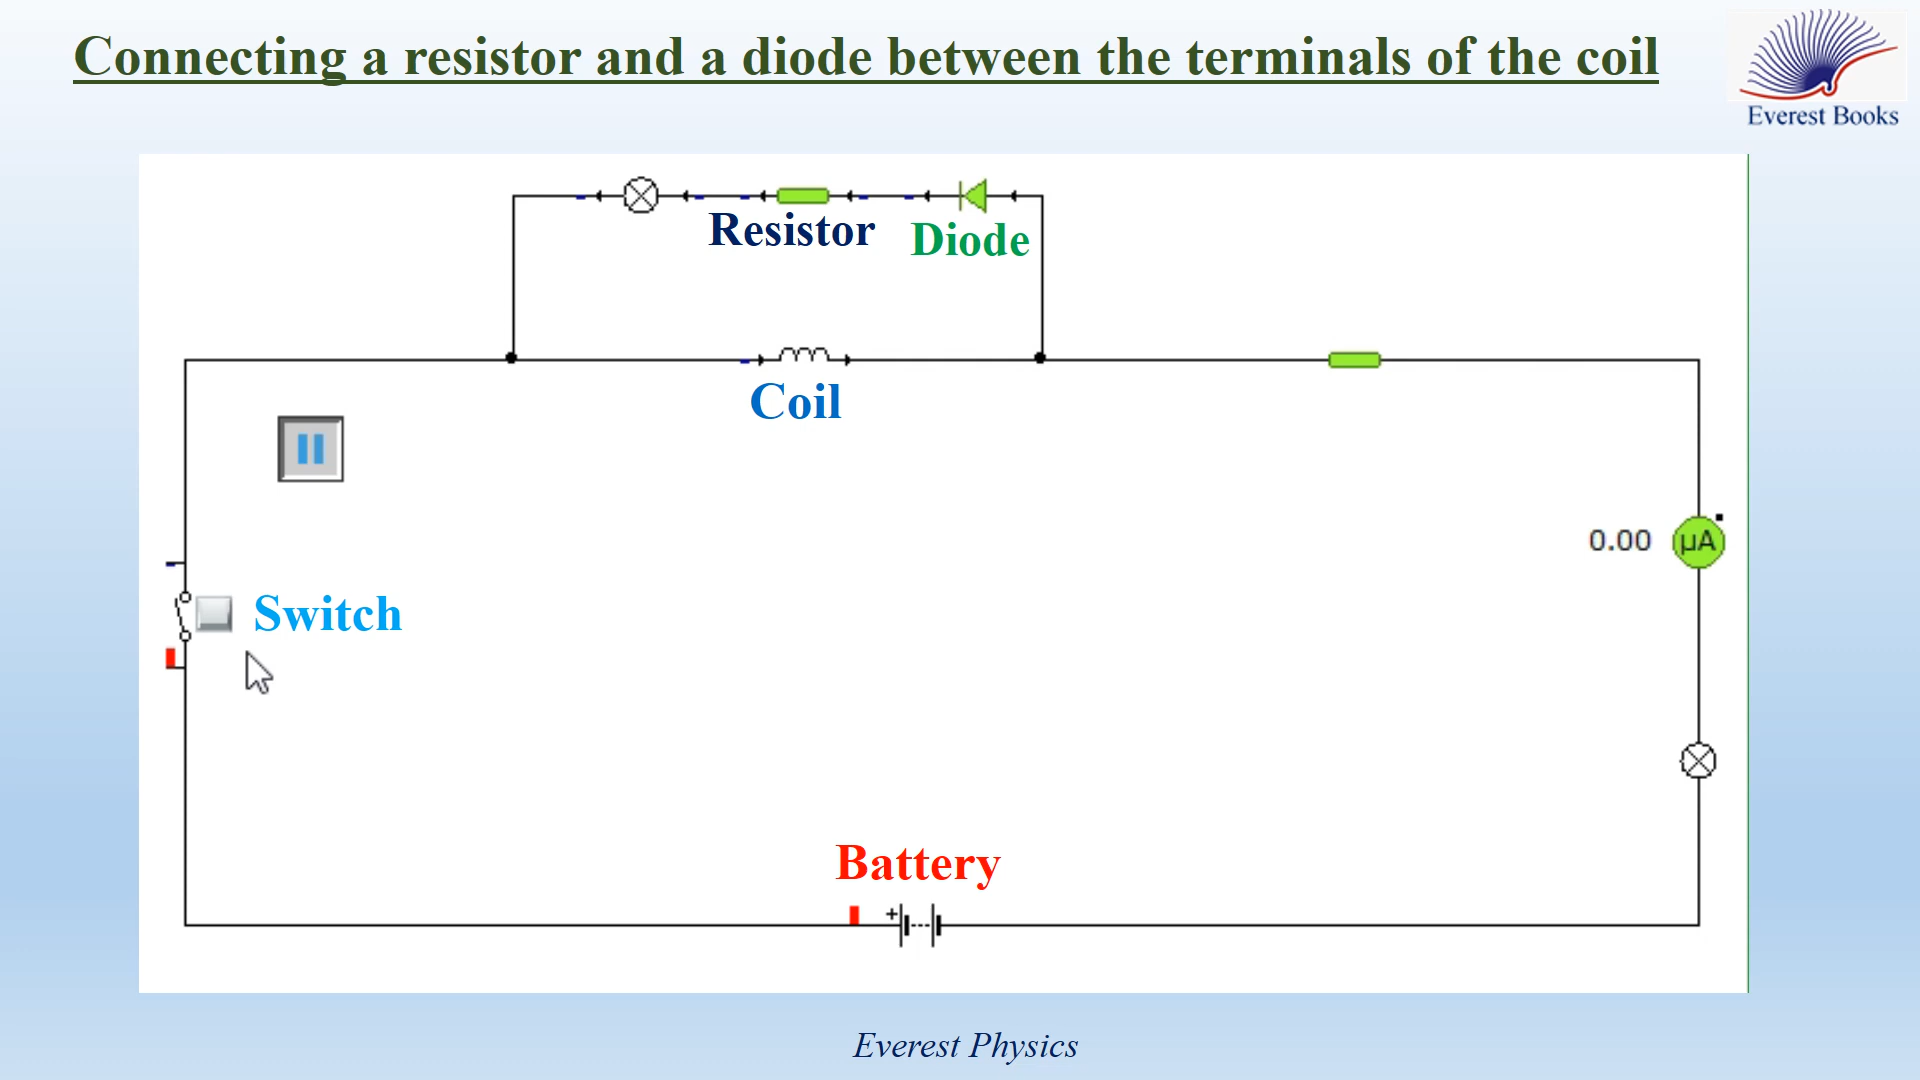 Connecting a resistor and a diode between the terminals of the coil
Everest Books
Resistor
Diode
Coil
0.00
µA
Switch
Battery
+
Everest Physics